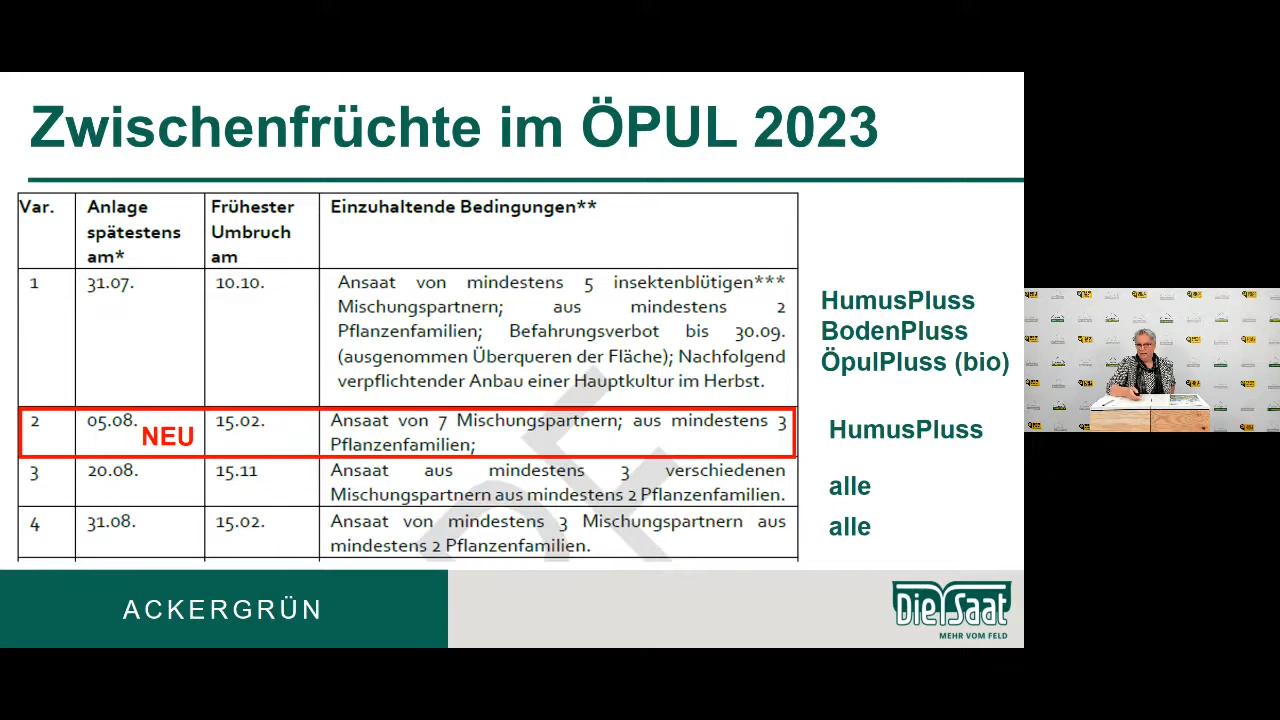 Zwischenfrüchte im ÖPUL 2023
Var.
Anlage
spätestens
am*
Frühester
Umbruch
am
Einzuhaltende Bedingungen**
1
31.07.
10.10.
Ansaat von mindestens 5 insektenblütigen***
Mischungspartnern; aus mindestens 2
Pflanzenfamilien; Befahrungsverbot bis 30.09.
(ausgenommen Überqueren der Fläche); Nachfolgend
verpflichtender Anbau einer Hauptkultur im Herbst.
HumusPluss
BodenPluss
ÖpulPluss (bio)
2
05.08.
NEU
15.02.
Ansaat von 7 Mischungspartnern; aus mindestens 3
Pflanzenfamilien;
HumusPluss
3
20.08.
15.11
Ansaat aus mindestens 3 verschiedenen
Mischungspartnern aus mindestens 2 Pflanzenfamilien.
alle
4
31.08.
15.02.
Ansaat von mindestens 3 Mischungspartnern aus
mindestens 2 Pflanzenfamilien.
alle
ACKERGRÜN
Die Saat
MEHR VOM FELD